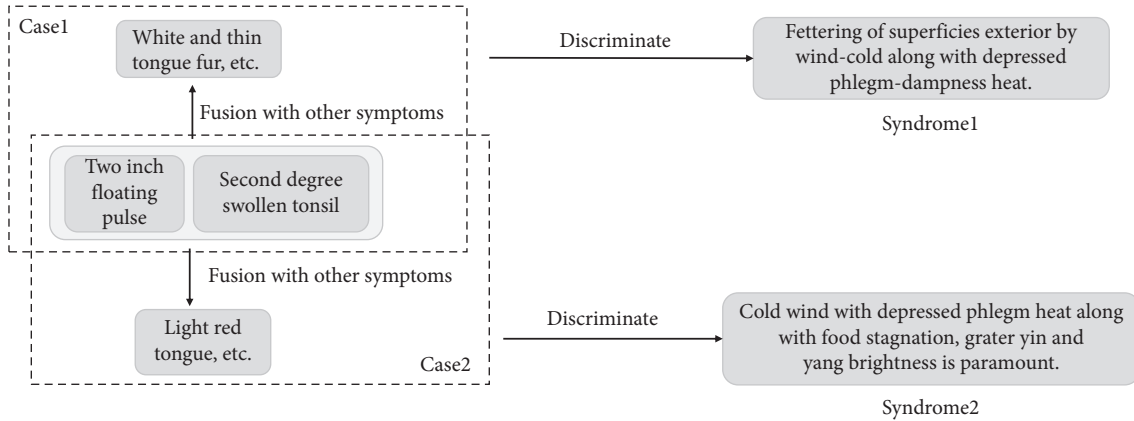 Case1
White and thin
tongue fur, etc.
Discriminate
Fettering of superficies exterior by
wind-cold along with depressed
phlegm-dampness heat.
Syndrome1
Fusion with other symptoms
Two inch
floating
pulse
Second degree
swollen tonsil
Fusion with other symptoms
Light red
tongue, etc.
Case2
Discriminate
Cold wind with depressed phlegm heat along
with food stagnation, grater yin and
yang brightness is paramount.
Syndrome2